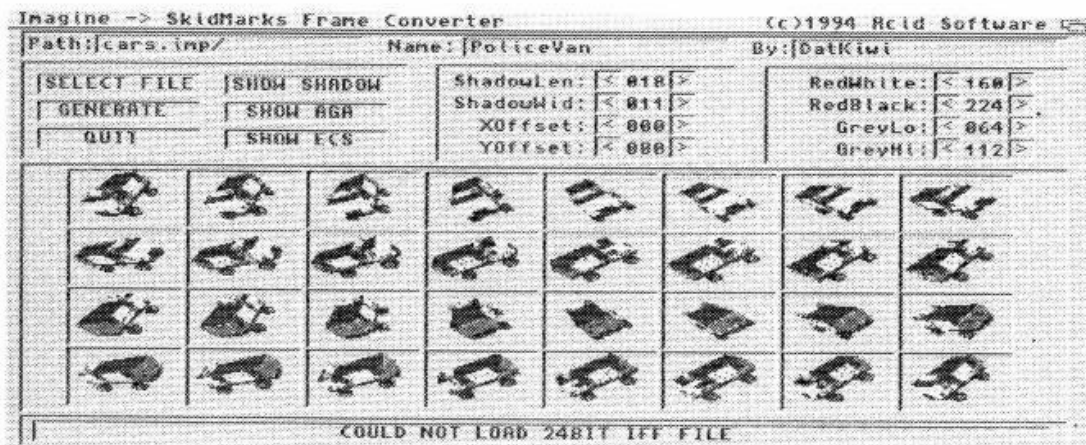 Imagine -> SkidMarks Frame Converter (c)1994 Acid Software
Path: cars.imp/ Name: PoliceVan By: DatKiwi
SELECT FILE SHOW SHADOW ShadowLen: < 018 > RedWhite: < 160 >
GENERATE SHOW AGA ShadowWid: < 011 > RedBlack: < 224 >
QUIT SHOW ECS XOffset: < 000 > GreyLo: < 064 >
YOffset: < 000 > GreyHi: < 112 >
COULD NOT LOAD 24BIT IFF FILE